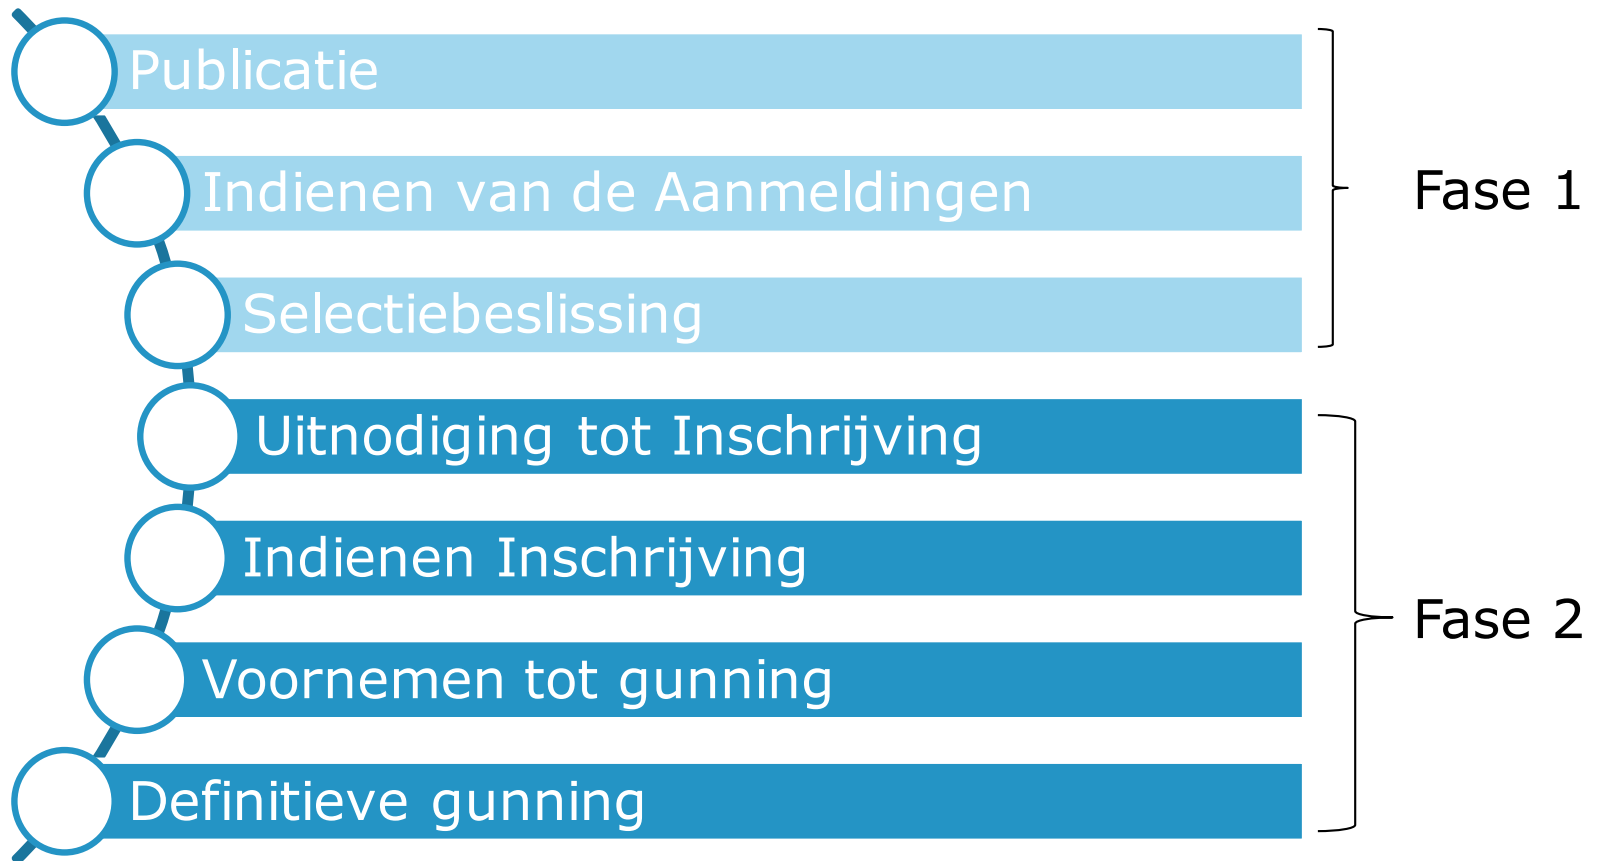 Publicatie
Indienen van de Aanmeldingen
Selectiebeslissing
Fase 1
Uitnodiging tot Inschrijving
Indienen Inschrijving
Voornemen tot gunning
Definitieve gunning
Fase 2